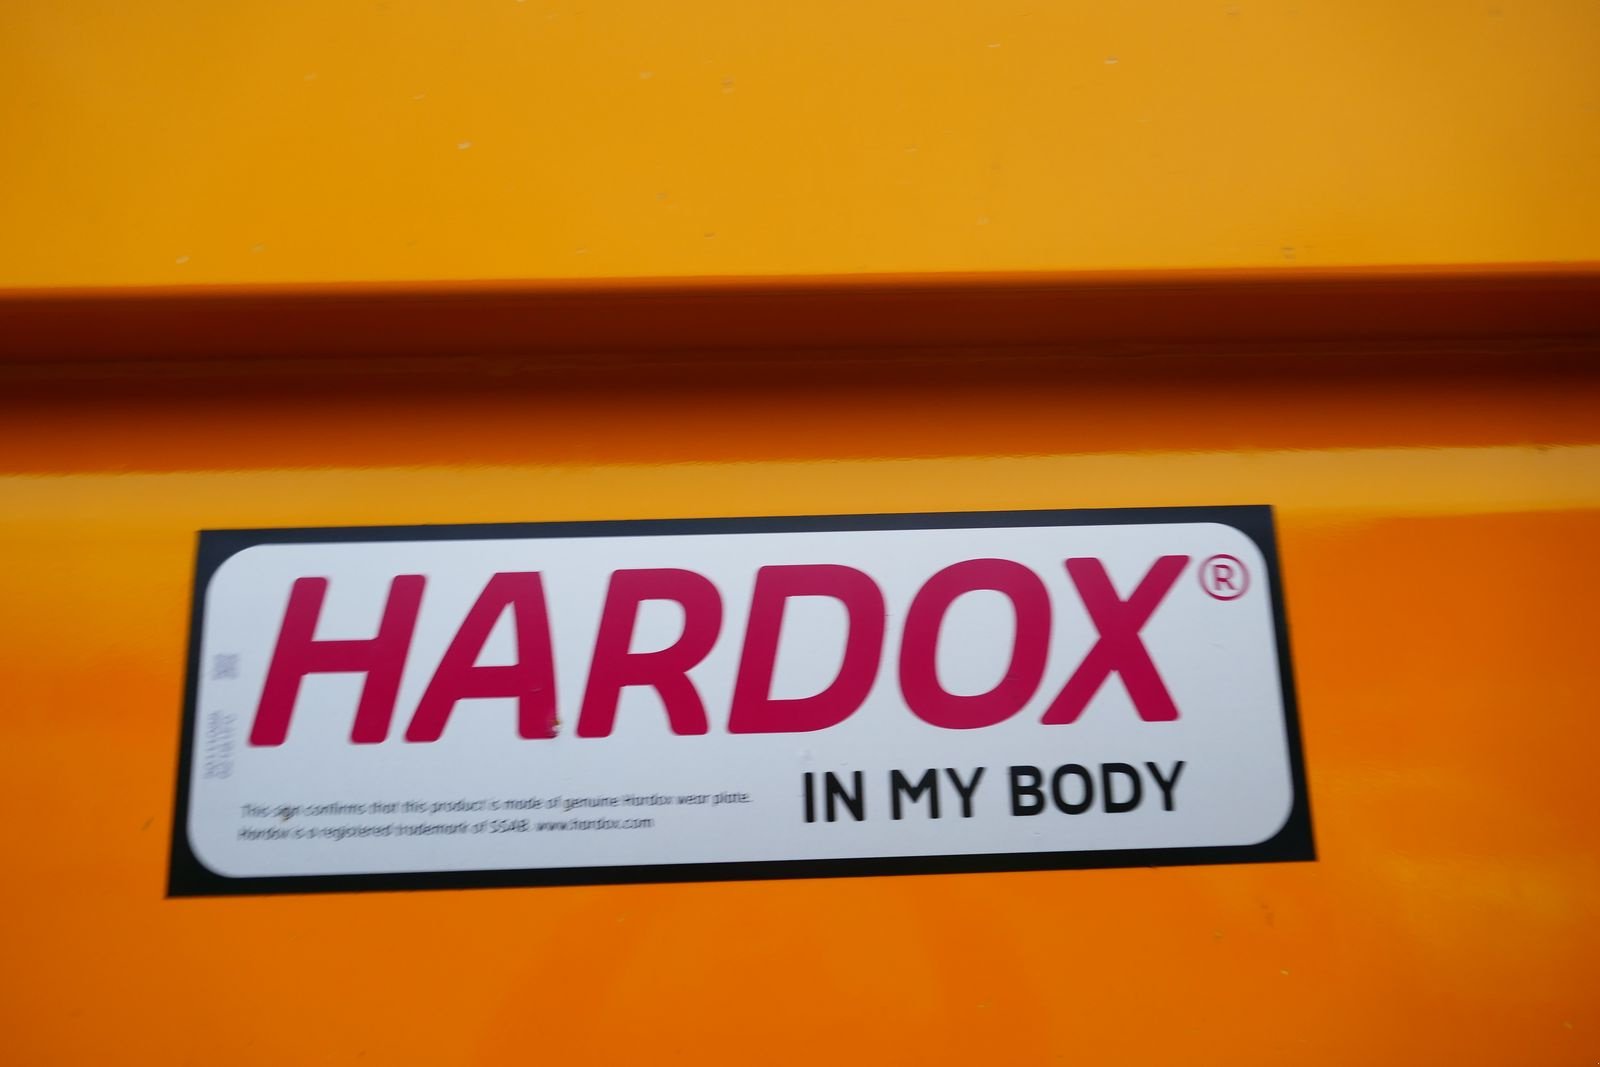 HARDOX®
IN MY BODY
This sign confirms that this product is made of genuine Hardox wear plate.
Hardox is a registered trademark of SSAB. www.hardox.com